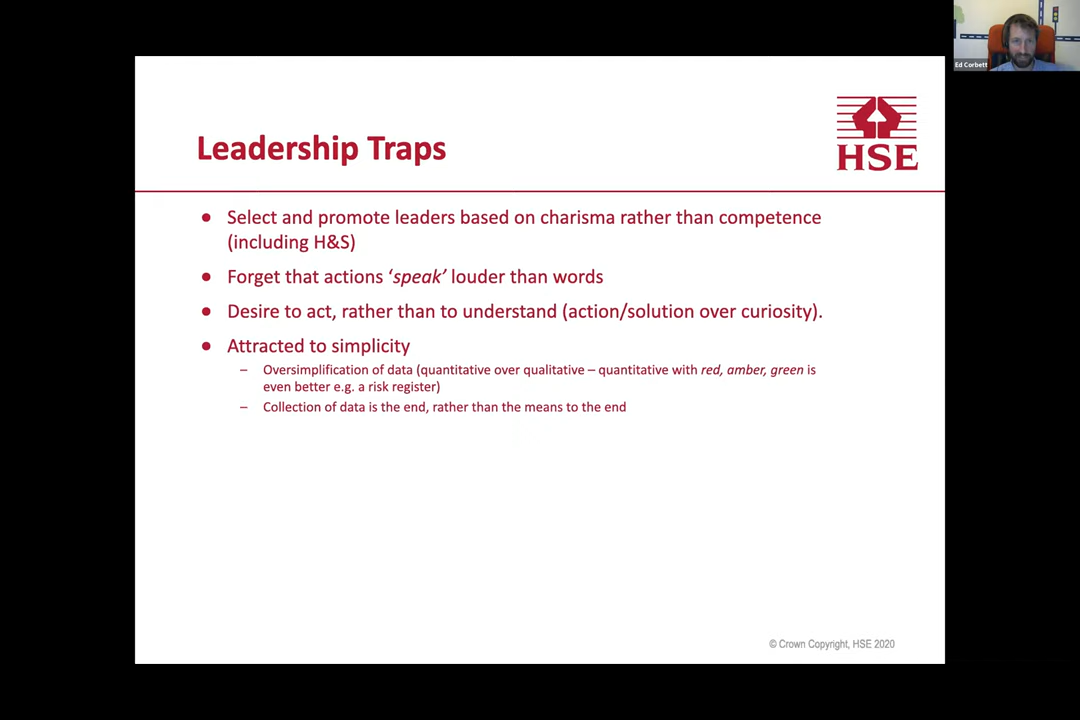 Ed Corbett
Leadership Traps
HSE
● Select and promote leaders based on charisma rather than competence
(including H&S)
● Forget that actions ‘speak’ louder than words
● Desire to act, rather than to understand (action/solution over curiosity).
● Attracted to simplicity
– Oversimplification of data (quantitative over qualitative – quantitative with red, amber, green is
even better e.g. a risk register)
– Collection of data is the end, rather than the means to the end
© Crown Copyright, HSE 2020